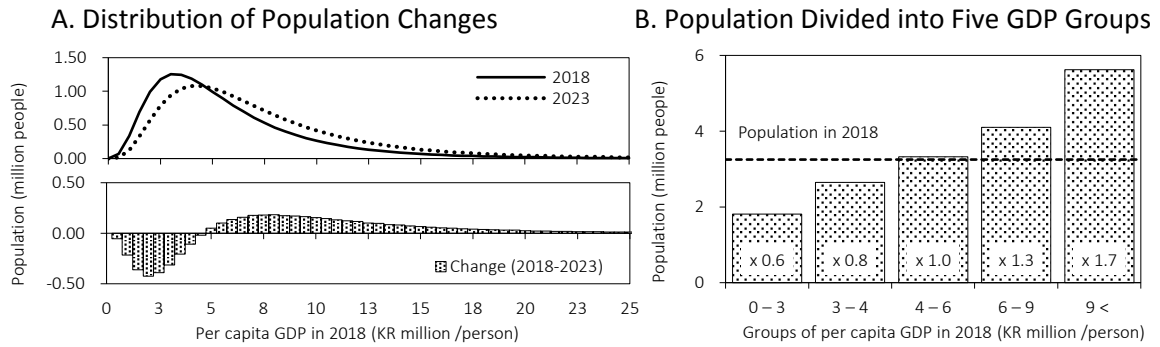 A. Distribution of Population Changes
Population (million people)
1.50
1.00
0.50
0.00
2018
2023
0.50
0.00
-0.50
Change (2018-2023)
0 3 5 8 10 13 15 18 20 23 25
Per capita GDP in 2018 (KR million /person)
B. Population Divided into Five GDP Groups
Population (million people)
6
4
2
0
Population in 2018
x 0.6 x 0.8 x 1.0 x 1.3 x 1.7
0 – 3 3 – 4 4 – 6 6 – 9 9 <
Groups of per capita GDP in 2018 (KR million /person)